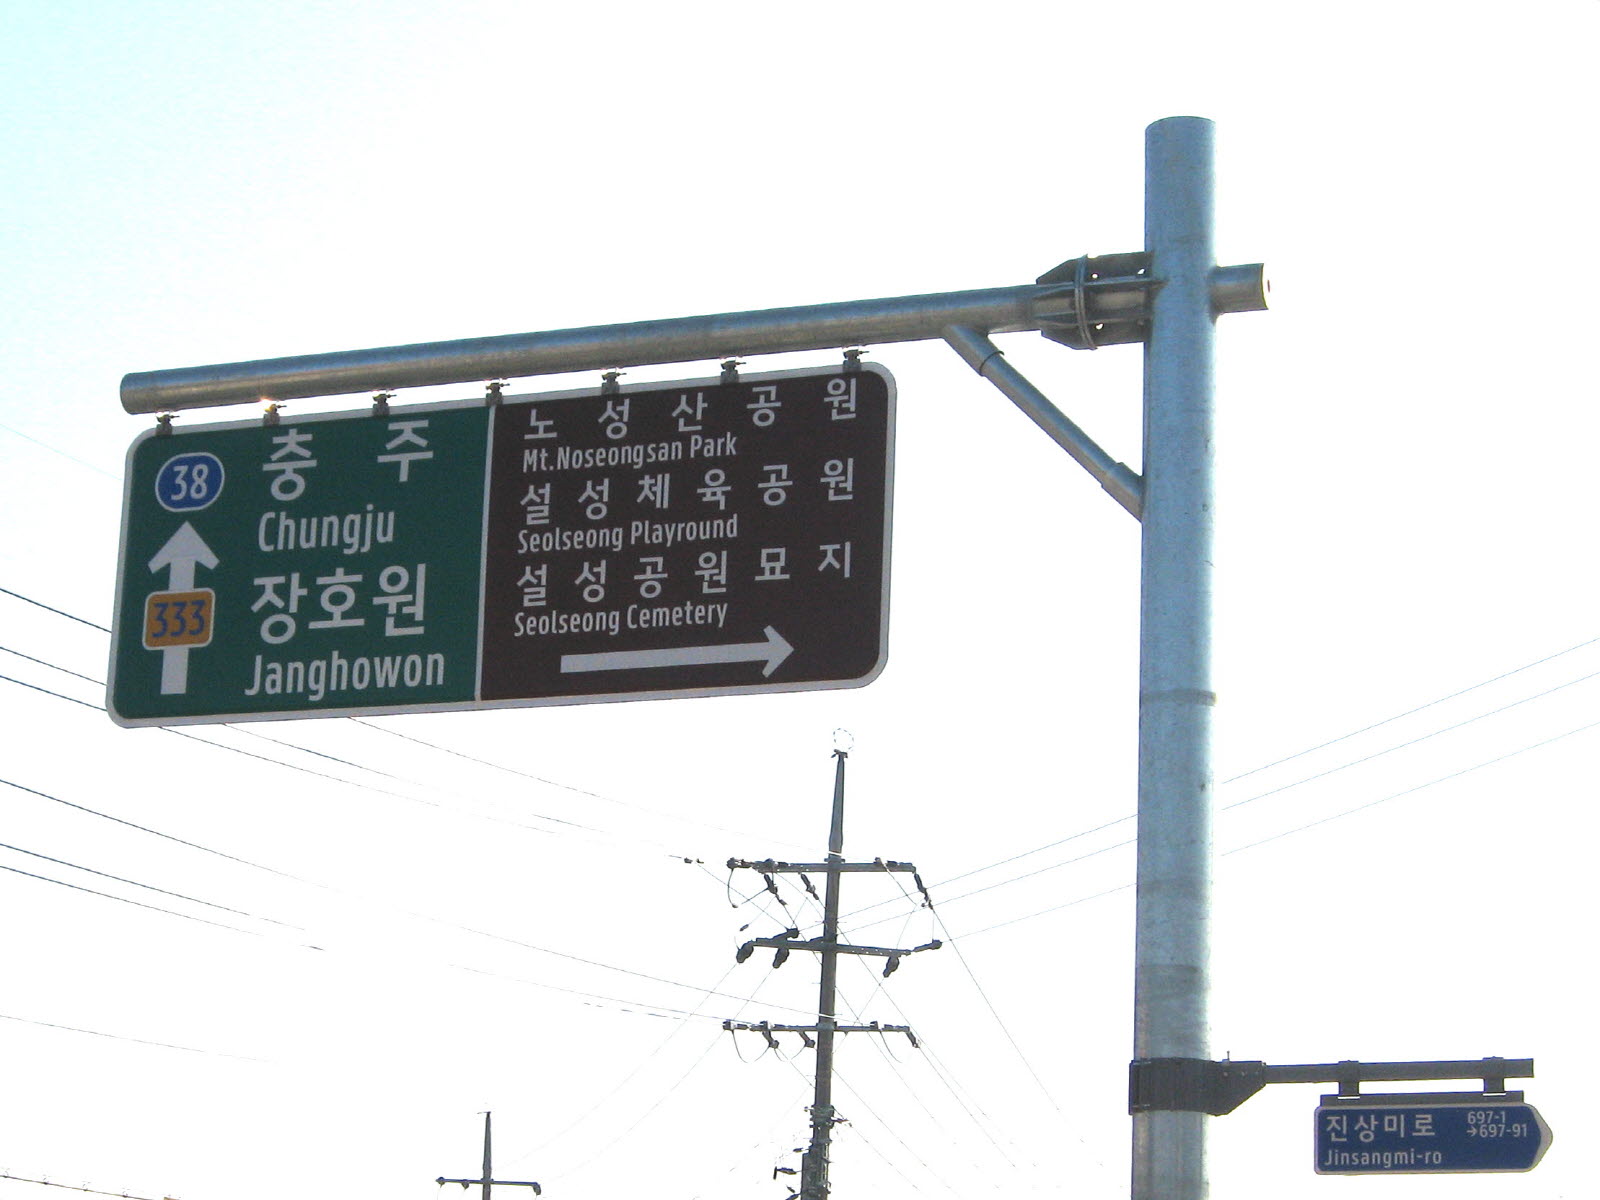 38
충주
Chungju
333
장호원
Janghowon
노성산공원
Mt.Noseongsan Park
설성체육공원
Seolseong Playround
설성공원묘지
Seolseong Cemetery
진상미로 697-1
→697-91
Jinsangmi-ro